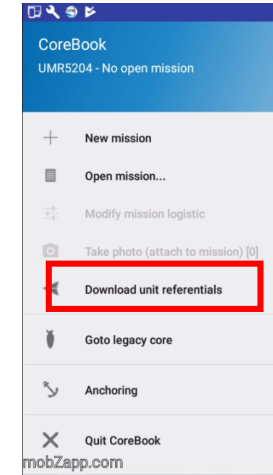 CoreBook
UMR5204 - No open mission
New mission
Open mission...
Modify mission logistic
Take photo (attach to mission) [0]
Download unit referentials
Goto legacy core
Anchoring
Quit CoreBook
mobZapp.com